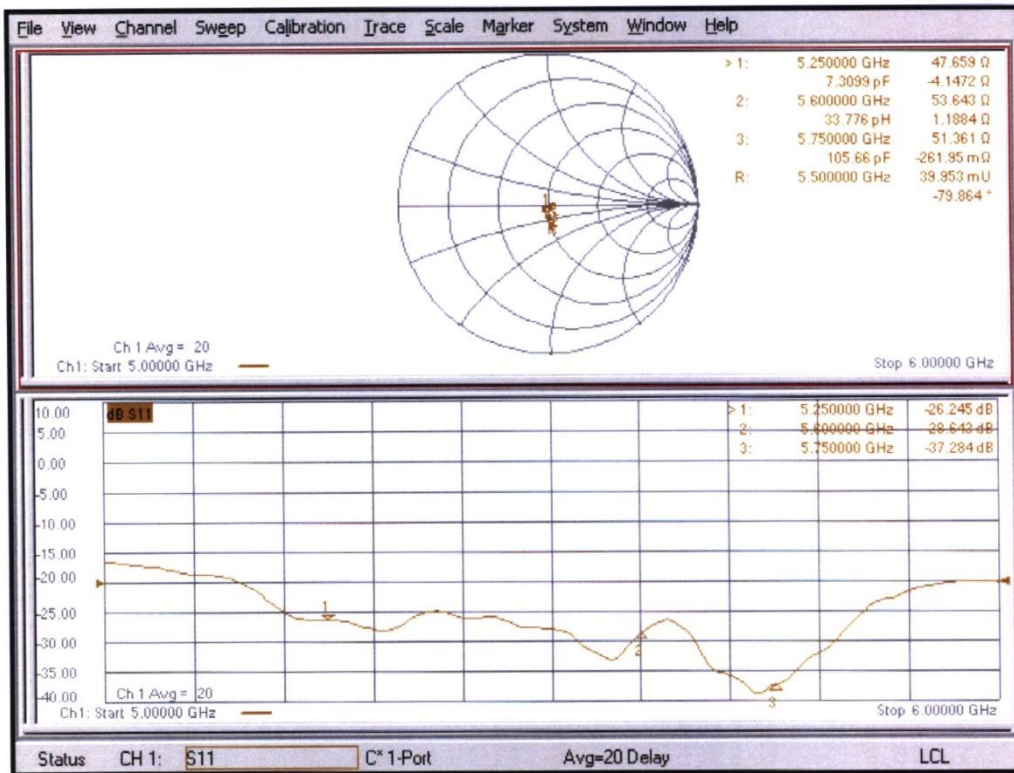 File View Channel Sweep Calibration Trace Scale Marker System Window Help
> 1: 5.250000 GHz 47.659 Ω
7.3099 pF -4.1472 Ω
2: 5.600000 GHz 53.643 Ω
33.776 pH 1.1884 Ω
3: 5.750000 GHz 51.361 Ω
105.66 pF -261.95 mΩ
R: 5.500000 GHz 39.953 mU
-79.864 °
Ch 1 Avg = 20
Ch1: Start 5.00000 GHz Stop 6.00000 GHz
dB S11
> 1: 5.250000 GHz -26.245 dB
2: 5.600000 GHz -28.643 dB
3: 5.750000 GHz -37.284 dB
10.00
5.00
0.00
-5.00
-10.00
-15.00
-20.00
-25.00
-30.00
-35.00
-40.00
1
2
3
Ch 1 Avg = 20
Ch1: Start 5.00000 GHz Stop 6.00000 GHz
Status CH 1: S11 C* 1-Port Avg=20 Delay LCL